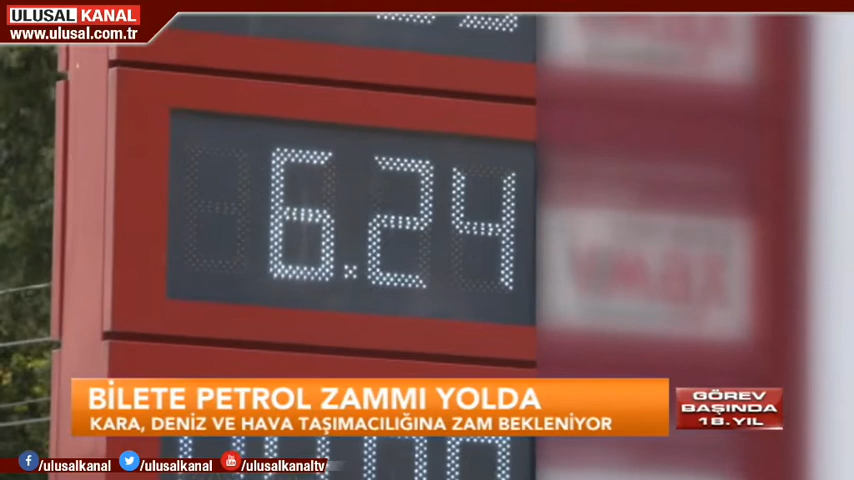 ULUSAL KANAL
www.ulusal.com.tr
6.24
BİLETE PETROL ZAMMI YOLDA
KARA, DENİZ VE HAVA TAŞIMACILIĞINA ZAM BEKLENİYOR
GÖREV
BAŞINDA
18.YIL
/ulusalkanal /ulusalkanal /ulusalkanaltv